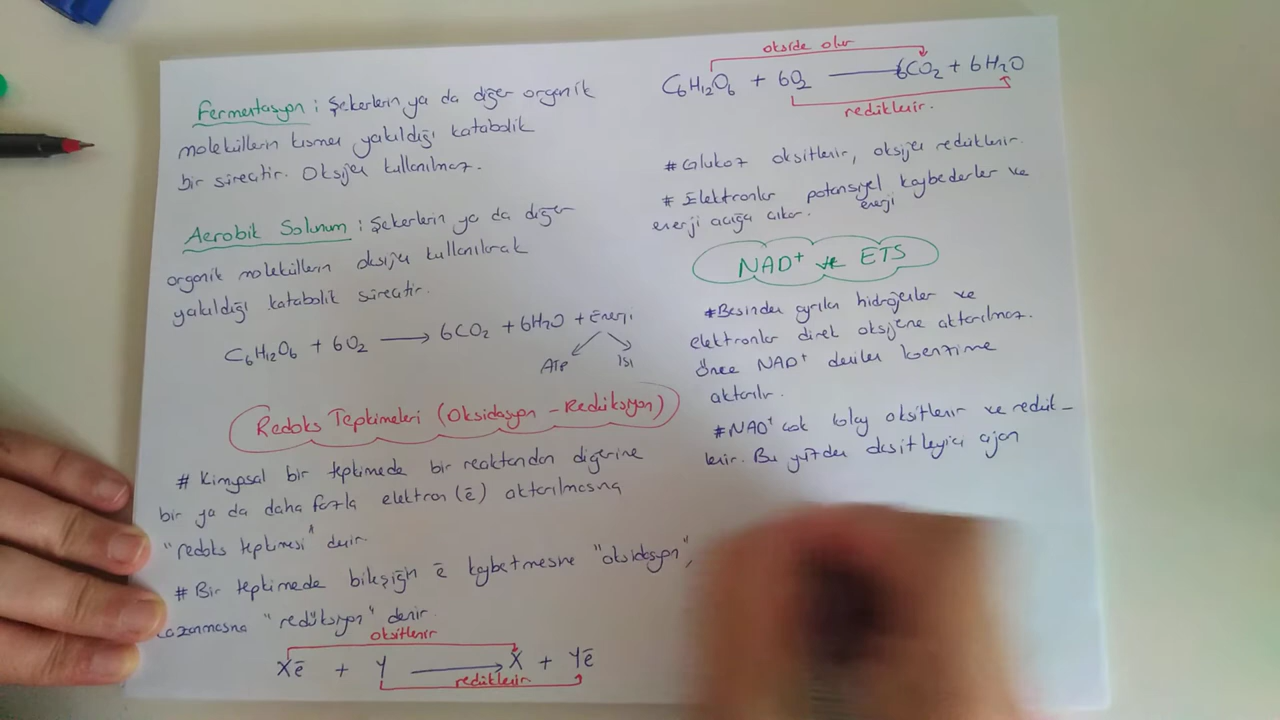 Fermentasyon : Şekerlerin ya da diğer organik
moleküllerin kısmen yakıldığı katabolik
bir süreçtir. Oksijen kullanılmaz.
Aerobik Solunum : Şekerlerin ya da diğer
organik moleküllerin oksijen kullanılarak
yakıldığı katabolik süreçtir.
C6H12O6 + 6O2 → 6CO2 + 6H2O + Enerji
ATP ısı
Redoks Tepkimeleri (Oksidasyon - Redüksiyon)
# Kimyasal bir tepkimede bir reaktandan diğerine
bir ya da daha fazla elektron (ē) aktarılmasına
"redoks tepkimesi" denir.
# Bir tepkimede bileşiğin ē kaybetmesine "oksidasyon",
kazanmasına "redüksiyon" denir.
oksitlenir
Xē + Y → X + Yē
redüklenir
okside olur
C6H12O6 + 6O2 → 6CO2 + 6H2O
redüklenir.
# Glukoz oksitlenir, oksijen redüklenir.
# Elektronlar potansiyel kaybederler ve
enerji
enerji açığa çıkar.
NAD+ ve ETS
# Besinden ayrılan hidrojenler ve
elektronlar direk oksijene aktarılmaz.
Önce NAD+ denilen koenzime
aktarılır.
# NAD+ çok kolay oksitlenir ve redük-
lenir. Bu yüzden oksitleyici ajan